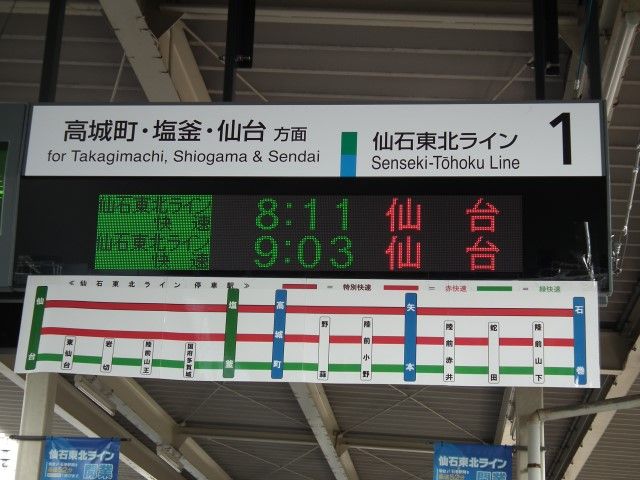 高城町・塩釜・仙台 方面
for Takagimachi, Shiogama & Sendai
仙石東北ライン
Senseki-Tōhoku Line
1
仙石東北ライン
快速
8:11
仙台
仙石東北ライン
快速
9:03
仙台
≪仙石東北ライン 停車駅≫
= 特別快速
= 赤快速
= 緑快速
仙台
東仙台
岩切
陸前山王
国府多賀城
塩釜
高城町
野蒜
陸前小野
矢本
陸前赤井
蛇田
陸前山下
石巻
仙石東北ライン
開業
仙石東北ライン
開業